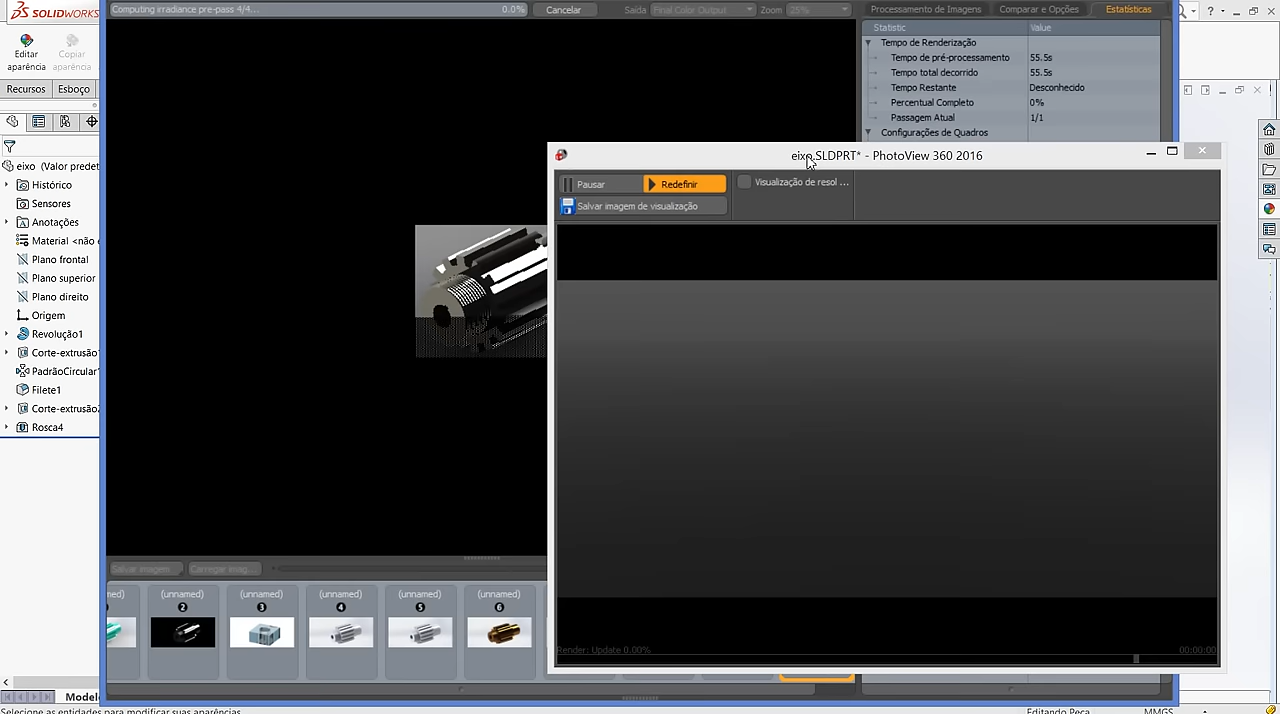 SOLIDWORKS
Computing irradiance pre-pass 4/4...
0.0%
Cancelar
Saída
Final Color Output
Zoom
25%
Processamento de Imagens
Comparar e Opções
Estatísticas
?
Editar
aparência
Copiar
aparência
Statistic
Value
Tempo de Renderização
Tempo de pré-processamento
55.5s
Tempo total decorrido
55.5s
Tempo Restante
Desconhecido
Percentual Completo
0%
Passagem Atual
1/1
Configurações de Quadros
Recursos
Esboço
eixo.SLDPRT* - PhotoView 360 2016
Pausar
Redefinir
Visualização de resol ...
Salvar imagem de visualização
eixo (Valor predet
Histórico
Sensores
Anotações
Material <não e
Plano frontal
Plano superior
Plano direito
Origem
Revolução1
Corte-extrusão
PadrãoCircular
Filete1
Corte-extrusão
Rosca4
Salvar imagem
Carregar imag...
med)
(unnamed)
2
(unnamed)
3
(unnamed)
4
(unnamed)
5
(unnamed)
6
Render: Update 0.00%
00:00:00
Modelo
Selecione as entidades para modificar suas aparências
Editando Peça
MMGS